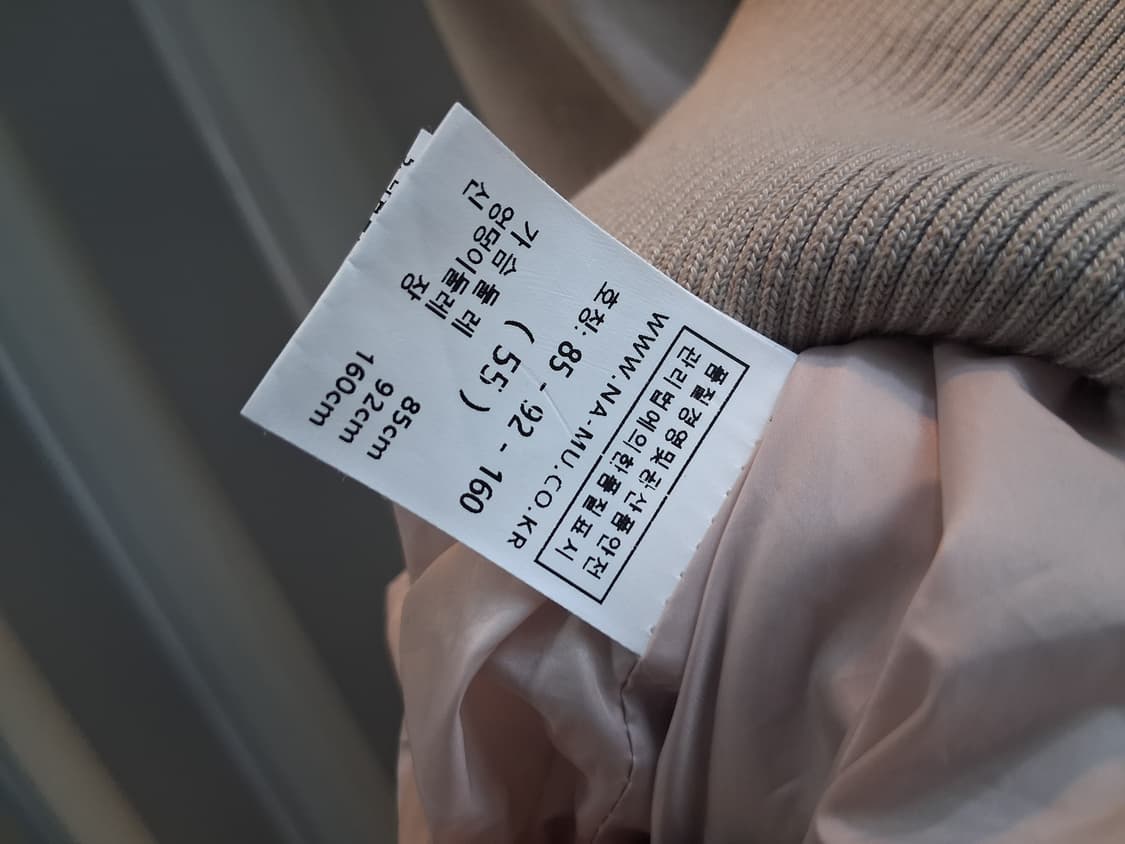 품질경영및공산품안전
관리법에의한품질표시
WWW.NA-MU.CO.KR
호칭: 85 - 92 - 160
( 55 )
가슴둘레 85cm
엉덩이둘레 92cm
신장 160cm